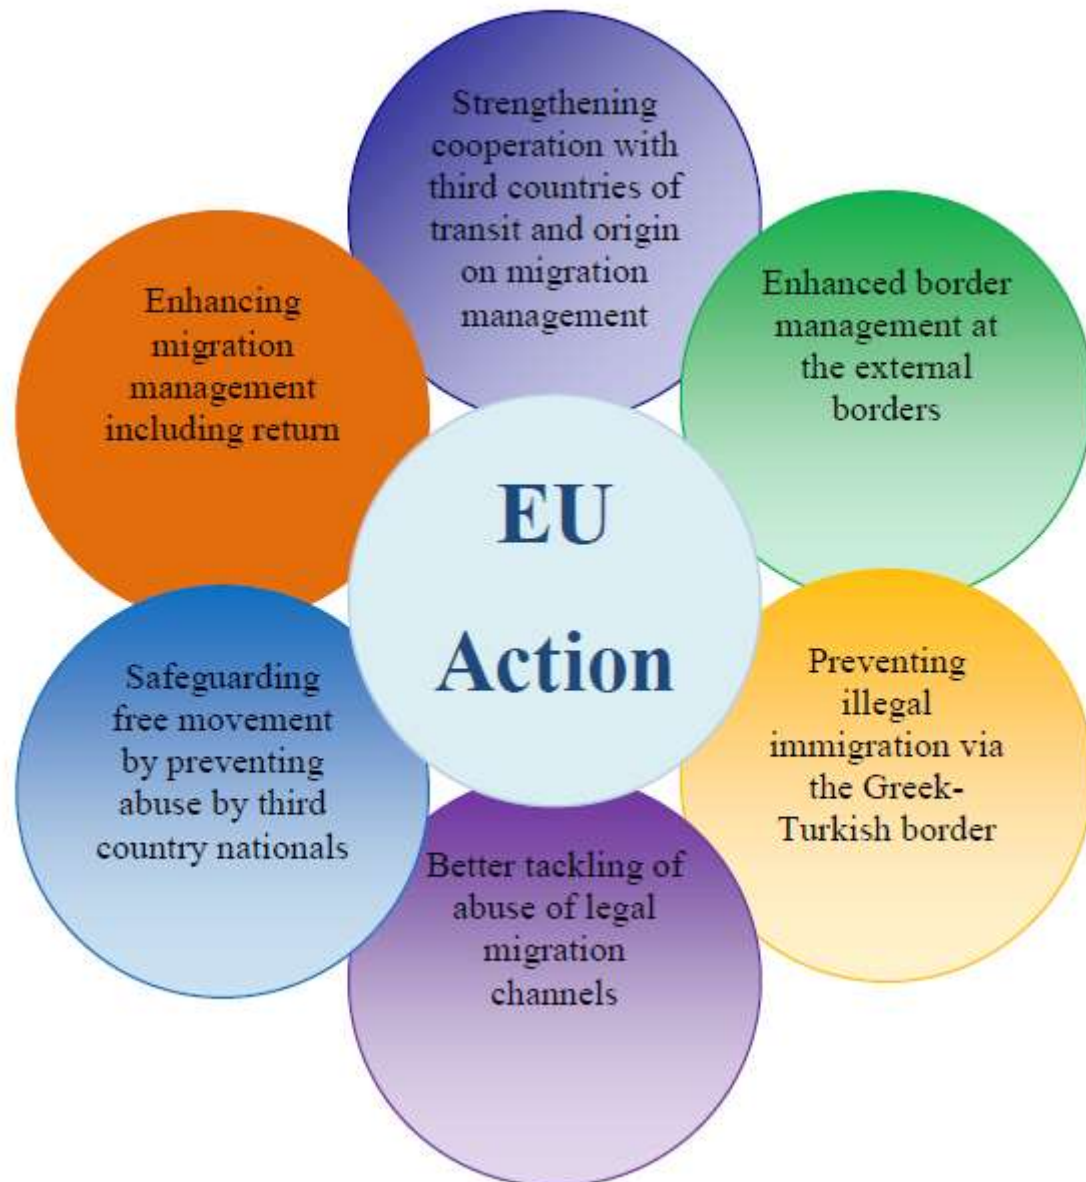 Strengthening
cooperation with
third countries of
transit and origin
on migration
management
Enhanced border
management at
the external
borders
Preventing
illegal
immigration via
the Greek-
Turkish border
Better tackling of
abuse of legal
migration
channels
Safeguarding
free movement
by preventing
abuse by third
country nationals
Enhancing
migration
management
including return
EU
Action